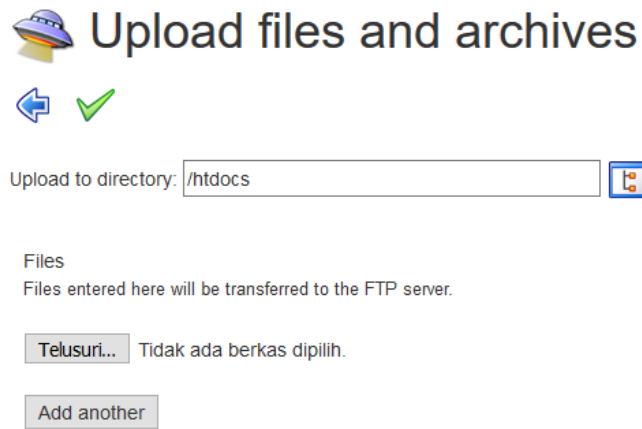 Upload files and archives
Upload to directory: /htdocs
Files
Files entered here will be transferred to the FTP server.
Telusuri... Tidak ada berkas dipilih.
Add another